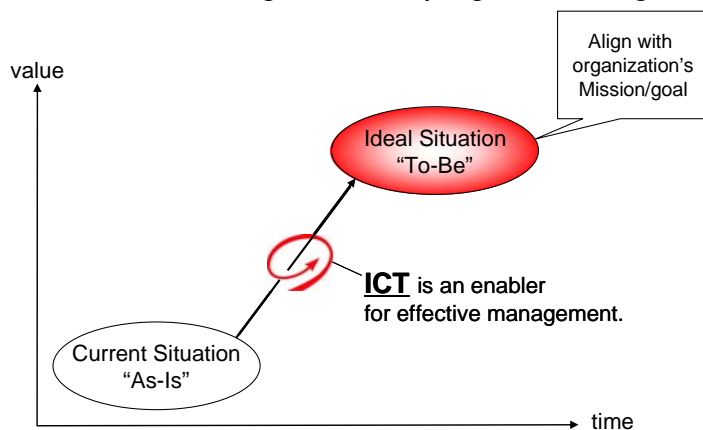 Align with
organization's
Mission/goal
value
Ideal Situation
"To-Be"
ICT is an enabler
for effective management.
Current Situation
"As-Is"
time